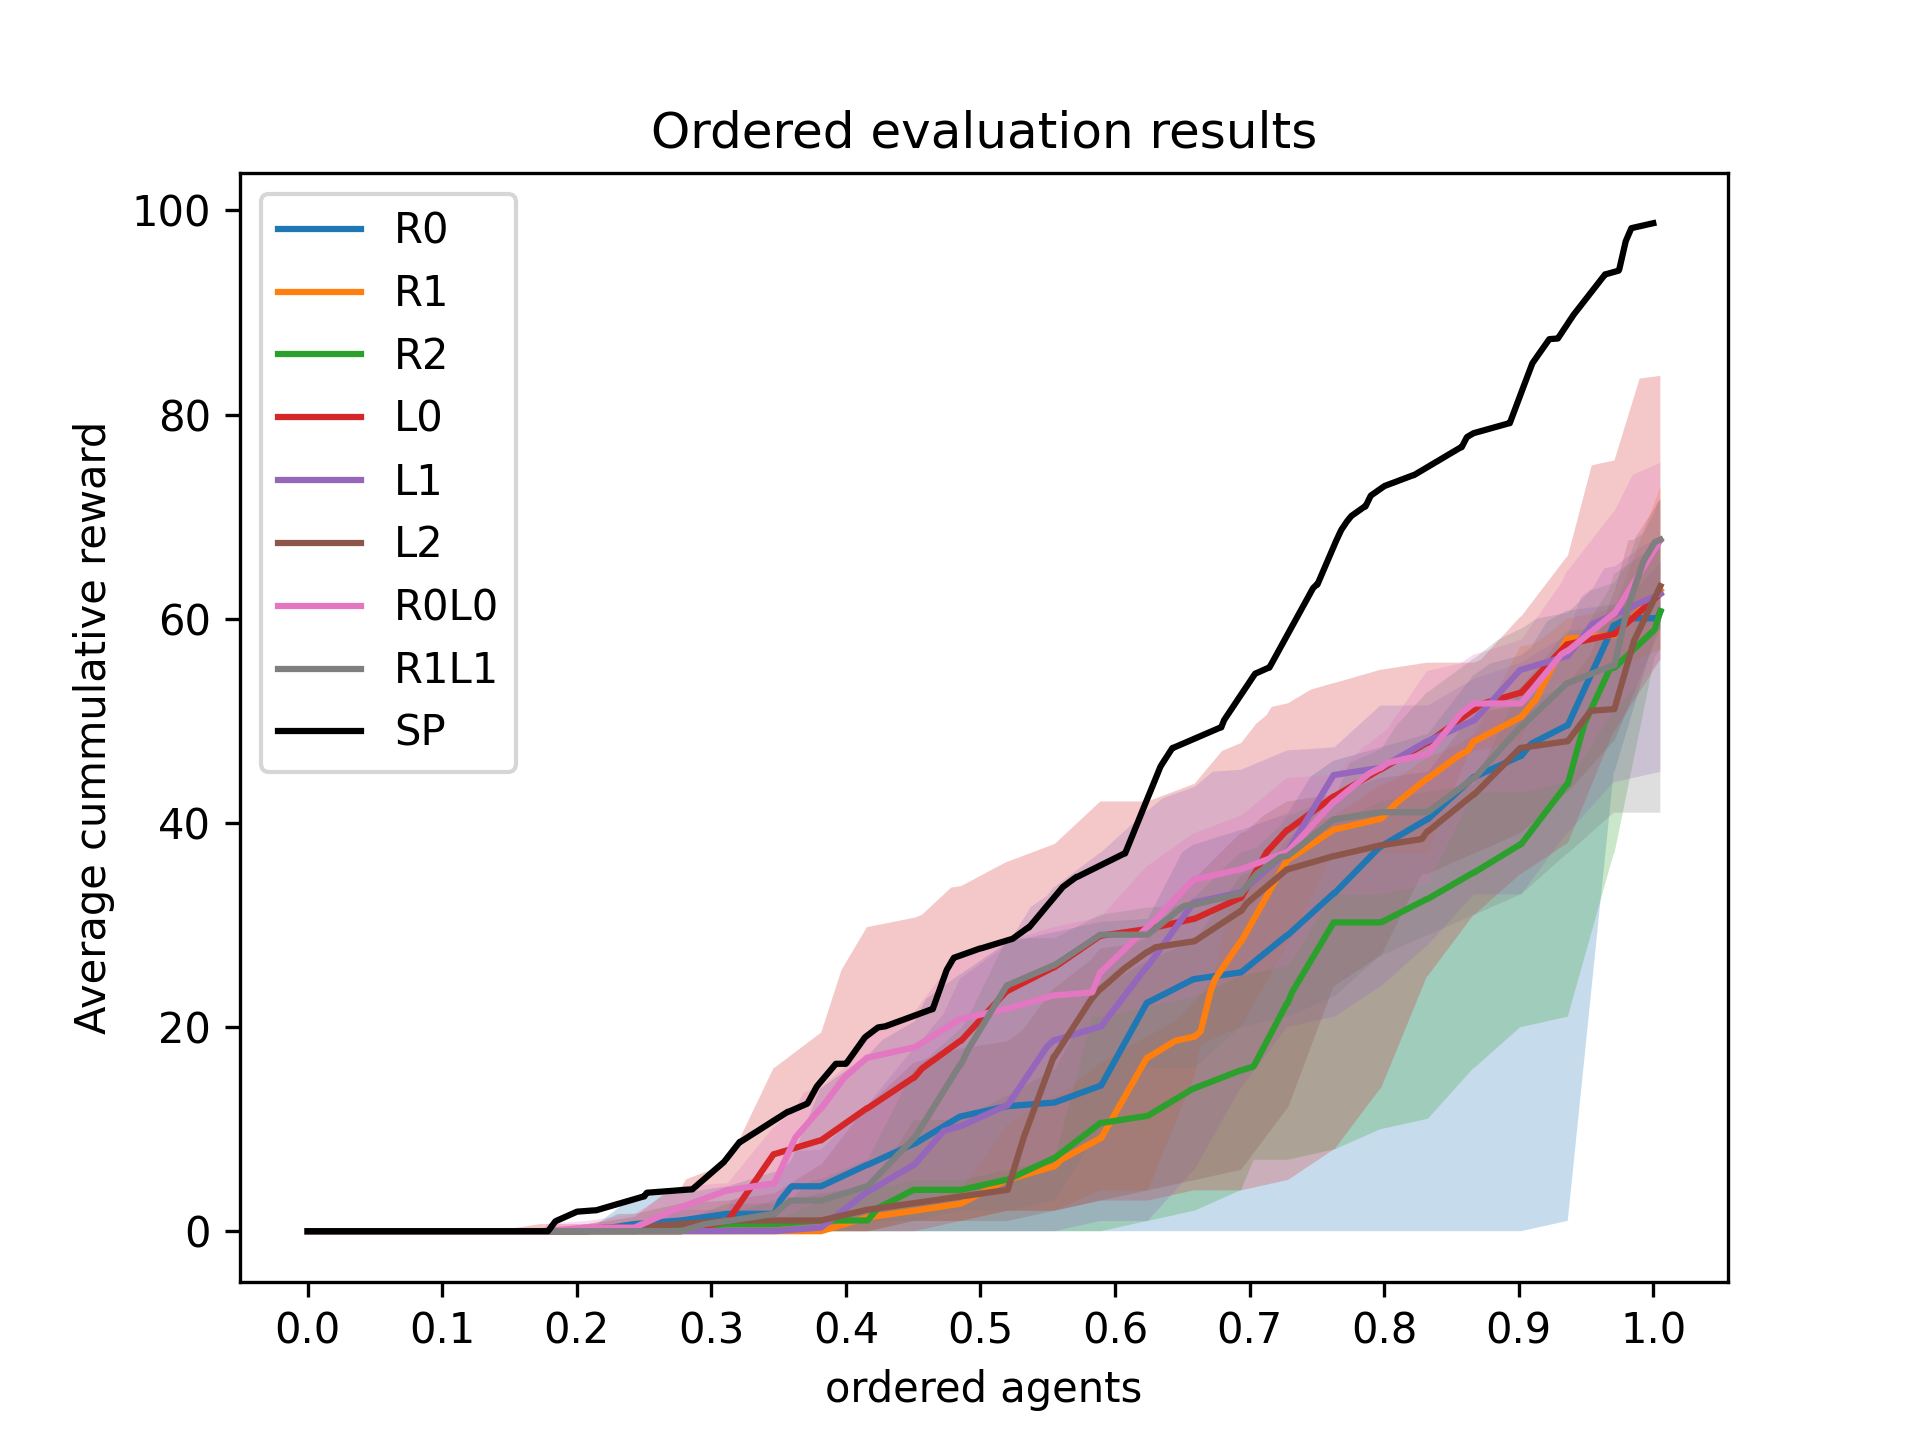 Ordered evaluation results
100
80
60
40
20
0
Average cummulative reward
R0
R1
R2
L0
L1
L2
R0L0
R1L1
SP
0.0 0.1 0.2 0.3 0.4 0.5 0.6 0.7 0.8 0.9 1.0
ordered agents